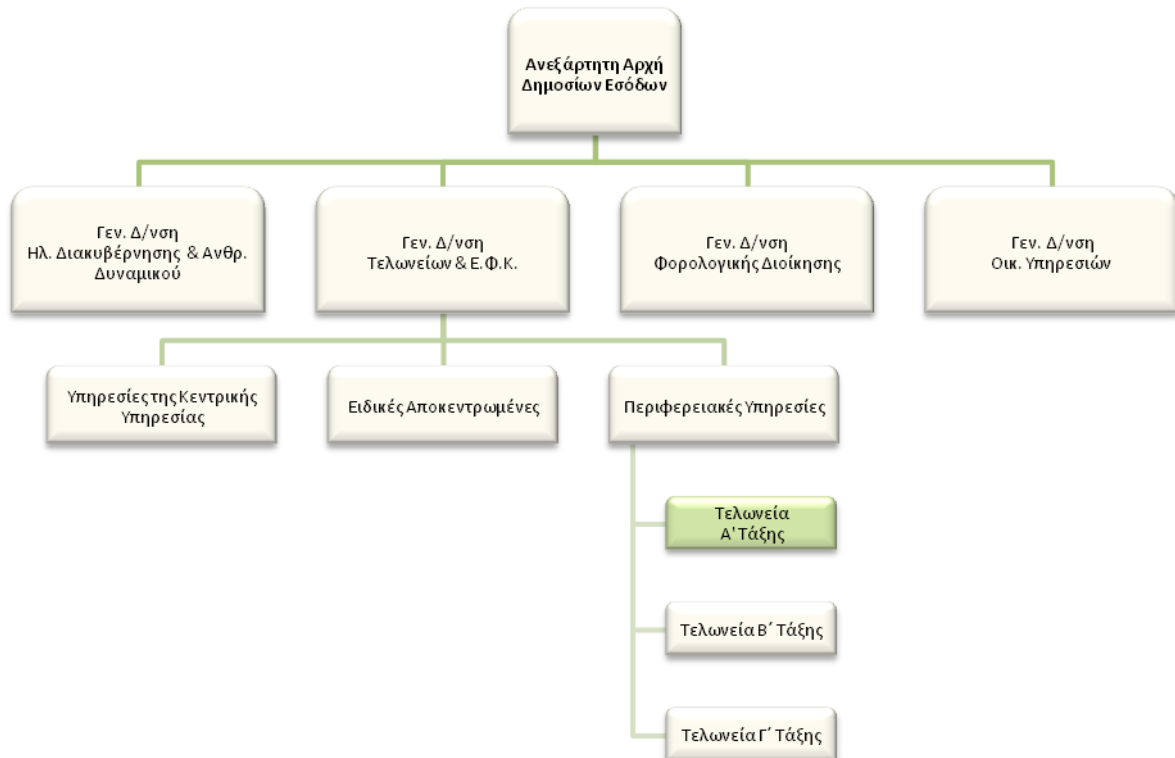 Ανεξάρτητη Αρχή
Δημοσίων Εσόδων
Γεν. Δ/νση
Ηλ. Διακυβέρνησης & Ανθρ.
Δυναμικού
Γεν. Δ/νση
Τελωνείων & Ε.Φ.Κ.
Γεν. Δ/νση
Φορολογικής Διοίκησης
Γεν. Δ/νση
Οικ. Υπηρεσιών
Υπηρεσίες της Κεντρικής
Υπηρεσίας
Ειδικές Αποκεντρωμένες
Περιφερειακές Υπηρεσίες
Τελωνεία
Α' Τάξης
Τελωνεία Β΄ Τάξης
Τελωνεία Γ΄ Τάξης